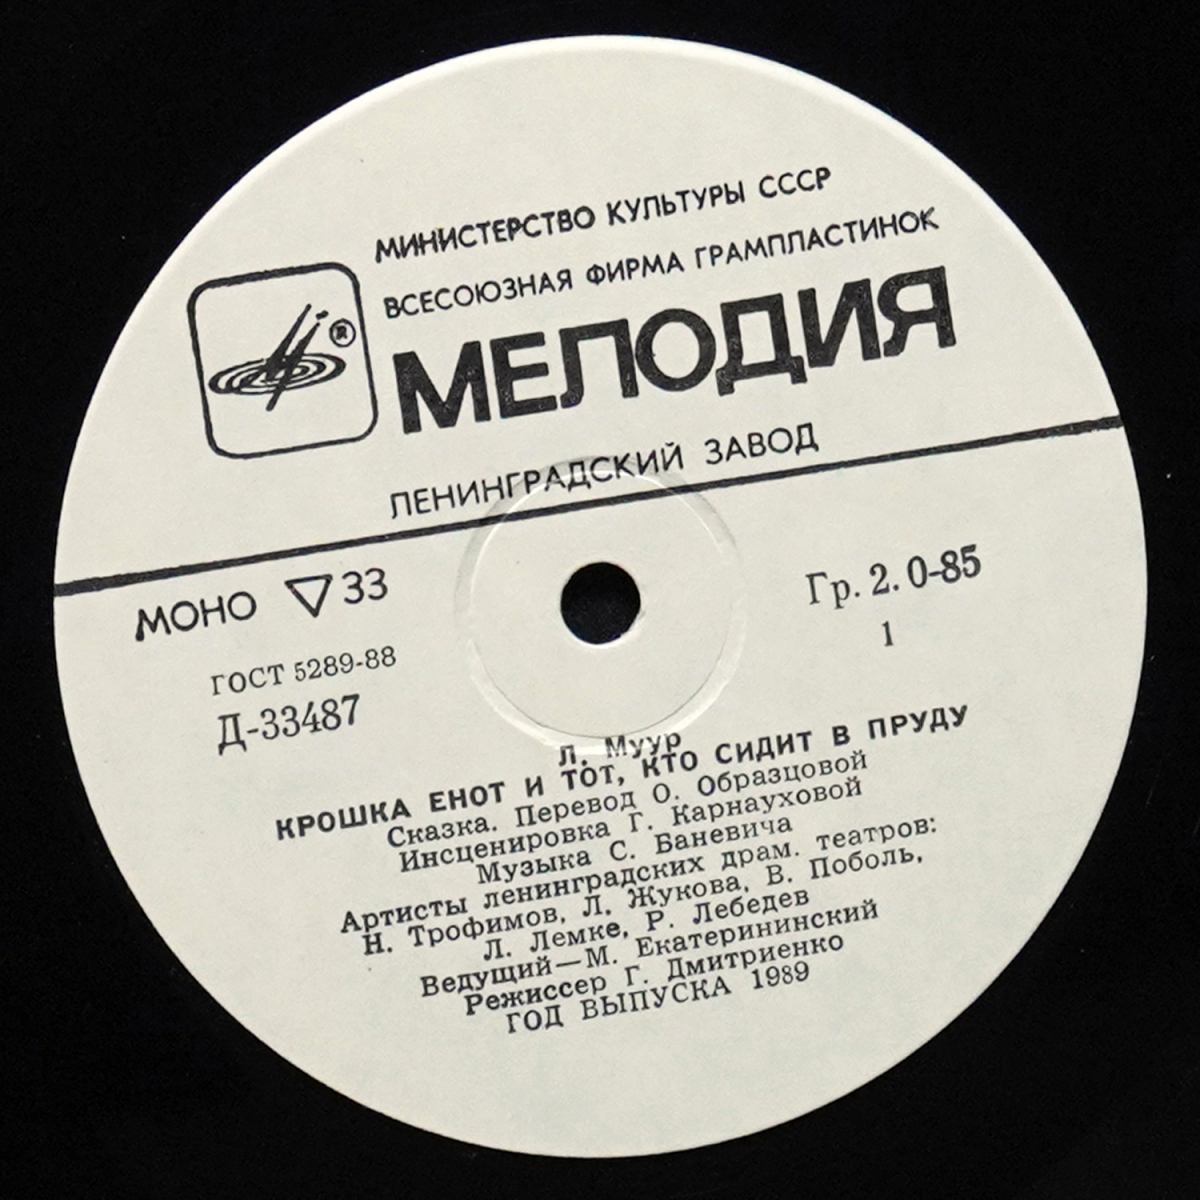 МИНИСТЕРСТВО КУЛЬТУРЫ СССР
ВСЕСОЮЗНАЯ ФИРМА ГРАМПЛАСТИНОК
®
МЕЛОДИЯ
ЛЕНИНГРАДСКИЙ ЗАВОД
МОНО ▽ 33
Гр. 2. 0-85
ГОСТ 5289-88
1
Д-33487
Л. Муур
КРОШКА ЕНОТ И ТОТ, КТО СИДИТ В ПРУДУ
Сказка. Перевод О. Образцовой
Инсценировка Г. Карнауховой
Музыка С. Баневича
Артисты ленинградских драм. театров:
Н. Трофимов, Л. Жукова, В. Поболь,
Л. Лемке, Р. Лебедев
Ведущий—М. Екатерининский
Режиссер Г. Дмитриенко
ГОД ВЫПУСКА 1989